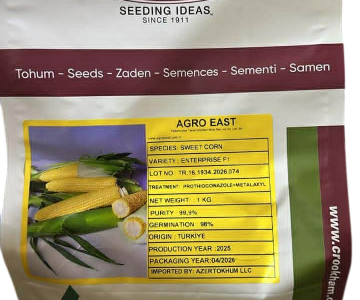 SEEDING IDEAS
SINCE 1911
Tohum - Seeds - Zaden - Semences - Sementi - Samen
AGRO EAST
SPECIES: SWEET CORN
VARIETY : ENTERPRISE F1
LOT NO : TR.16.1934.2026.074
TREATMENT: PROTHIOCONAZOLE+METALAXYL
NET WEIGHT : 1 KG
PURITY : 99,9%
GERMINATION : 98%
ORIGIN : TÜRKIYE
PRODUCTION YEAR :2025
PACKAGING YEAR:04/2026
IMPORTED BY: AZERTOKHUM LLC
www.crookham.